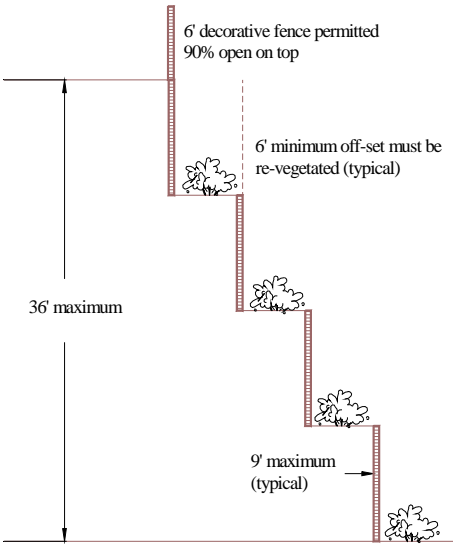 6' decorative fence permitted
90% open on top
6' minimum off-set must be
re-vegetated (typical)
36' maximum
9' maximum
(typical)